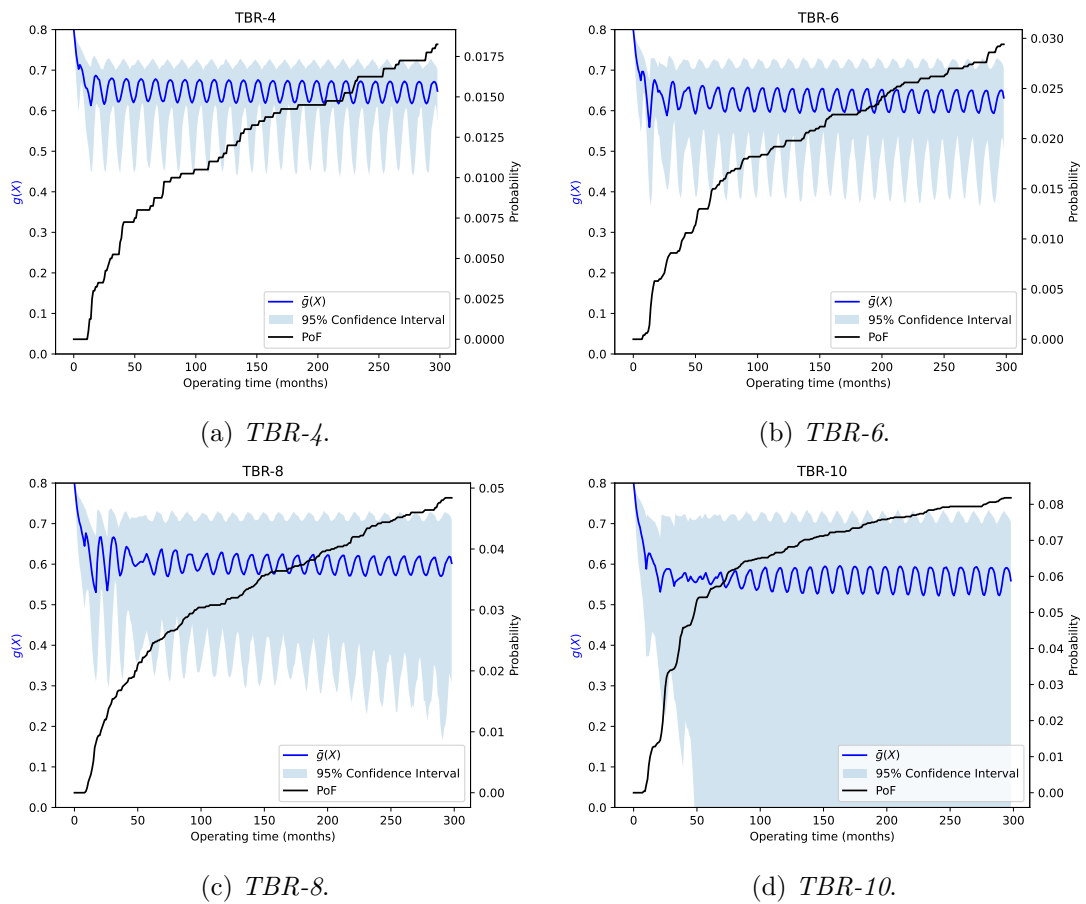 TBR-4
0.8
0.7
0.6
0.5
0.4
0.3
0.2
0.1
0.0
g(X)
0.0175
0.0150
0.0125
0.0100
0.0075
0.0050
0.0025
0.0000
Probability
ḡ(X)
95% Confidence Interval
PoF
0 50 100 150 200 250 300
Operating time (months)
(a) TBR-4.
TBR-6
0.8
0.7
0.6
0.5
0.4
0.3
0.2
0.1
0.0
g(X)
0.030
0.025
0.020
0.015
0.010
0.005
0.000
Probability
ḡ(X)
95% Confidence Interval
PoF
0 50 100 150 200 250 300
Operating time (months)
(b) TBR-6.
TBR-8
0.8
0.7
0.6
0.5
0.4
0.3
0.2
0.1
0.0
g(X)
0.05
0.04
0.03
0.02
0.01
0.00
Probability
ḡ(X)
95% Confidence Interval
PoF
0 50 100 150 200 250 300
Operating time (months)
(c) TBR-8.
TBR-10
0.8
0.7
0.6
0.5
0.4
0.3
0.2
0.1
0.0
g(X)
0.08
0.07
0.06
0.05
0.04
0.03
0.02
0.01
0.00
Probability
ḡ(X)
95% Confidence Interval
PoF
0 50 100 150 200 250 300
Operating time (months)
(d) TBR-10.